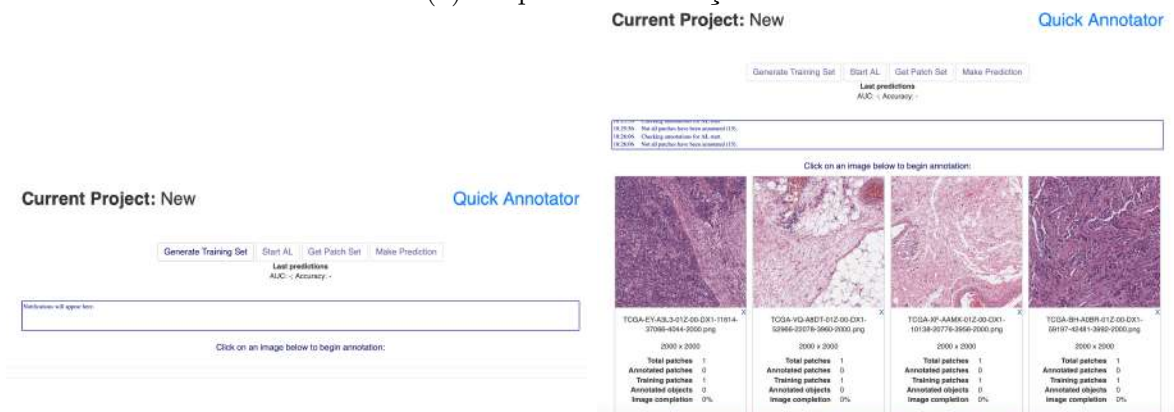 Current Project: New
Quick Annotator
Generate Training Set
Start AL
Get Patch Set
Make Prediction
Last predictions
AUC: -; Accuracy: -
Notifications will appear here.
Click on an image below to begin annotation:
Current Project: New
Quick Annotator
Generate Training Set
Start AL
Get Patch Set
Make Prediction
Last predictions
AUC: -; Accuracy: -
Not all patches have been annotated
18:26:06 Checking annotations for AL start.
18:26:06 Not all patches have been annotated
Click on an image below to begin annotation:
X
2000 x 2000
Total patches 1
Annotated patches 0
Training patches 1
Annotated objects 0
Image completion 0%
X
2000 x 2000
Total patches 1
Annotated patches 0
Training patches 1
Annotated objects 0
Image completion 0%
X
2000 x 2000
Total patches 1
Annotated patches 0
Training patches 1
Annotated objects 0
Image completion 0%
X
2000 x 2000
Total patches 1
Annotated patches 0
Training patches 1
Annotated objects 0
Image completion 0%